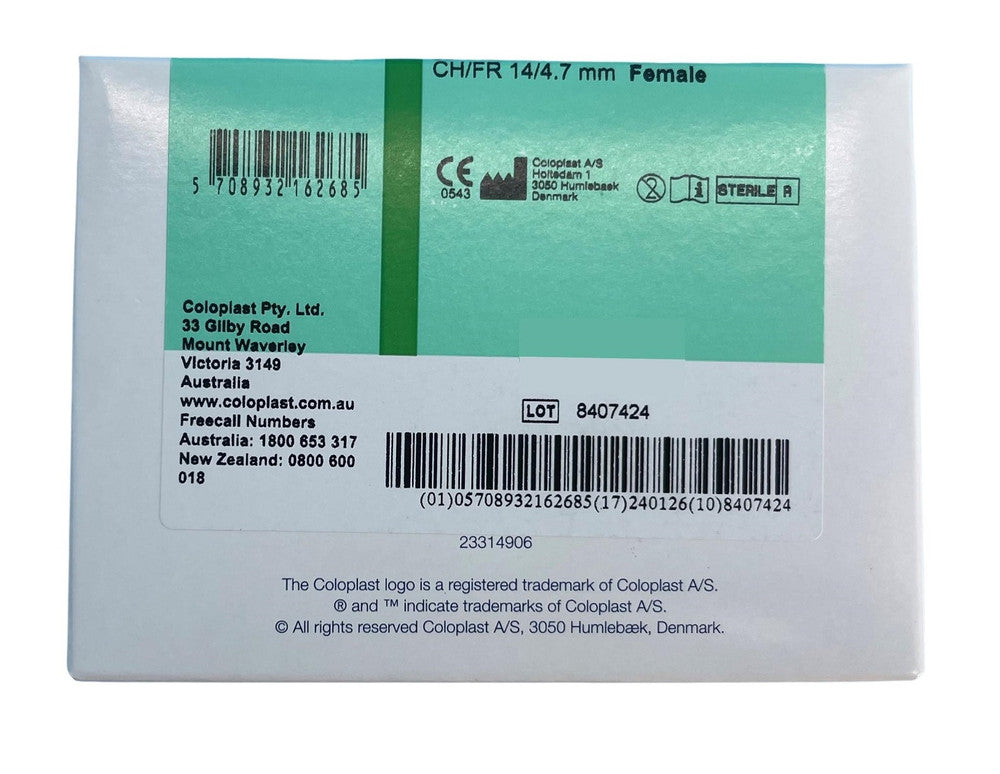 CH/FR 14/4.7 mm Female
5 708932 162685
CE
0543
Coloplast A/S
Holtedam 1
3050 Humlebaek
Denmark
2
i
STERILE R
Coloplast Pty. Ltd.
33 Gilby Road
Mount Waverley
Victoria 3149
Australia
www.coloplast.com.au
Freecall Numbers
Australia: 1800 653 317
New Zealand: 0800 600
018
LOT 8407424
(01)05708932162685(17)240126(10)8407424
23314906
The Coloplast logo is a registered trademark of Coloplast A/S.
® and ™ indicate trademarks of Coloplast A/S.
© All rights reserved Coloplast A/S, 3050 Humlebæk, Denmark.